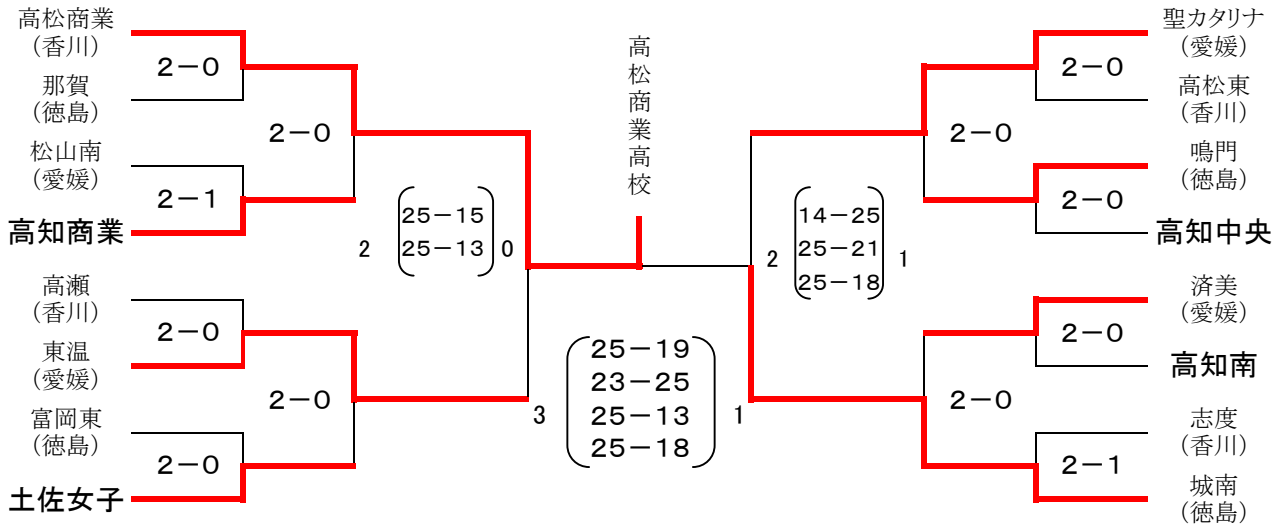 高松商業
(香川)
2-0
那賀
(徳島)
2-0
松山南
(愛媛)
2-1
高知商業
高瀬
(香川)
2-0
東温
(愛媛)
2-0
富岡東
(徳島)
2-0
土佐女子
2
25-15
25-13
0
高松商業高校
3
25-19
23-25
25-13
25-18
1
2
14-25
25-21
25-18
1
聖カタリナ
(愛媛)
2-0
高松東
(香川)
2-0
鳴門
(徳島)
2-0
高知中央
済美
(愛媛)
2-0
高知南
2-0
志度
(香川)
2-1
城南
(徳島)